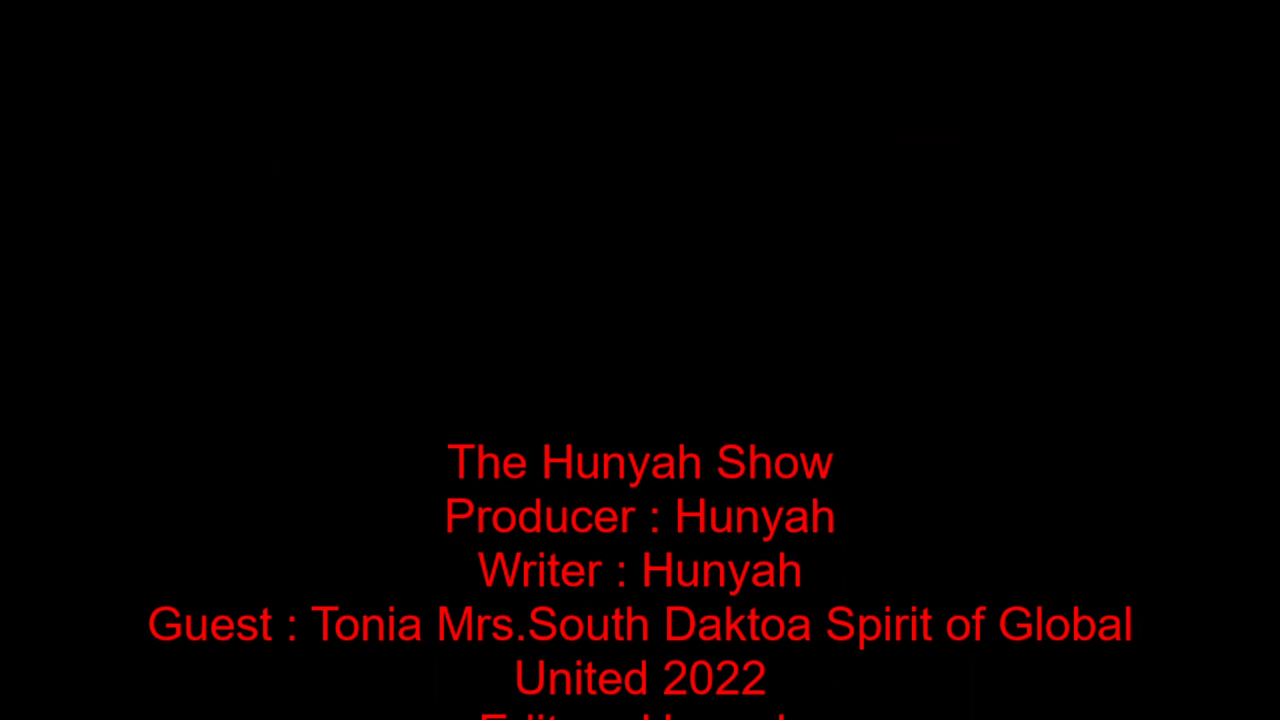 The Hunyah Show
Producer : Hunyah
Writer : Hunyah
Guest : Tonia Mrs.South Daktoa Spirit of Global
United 2022